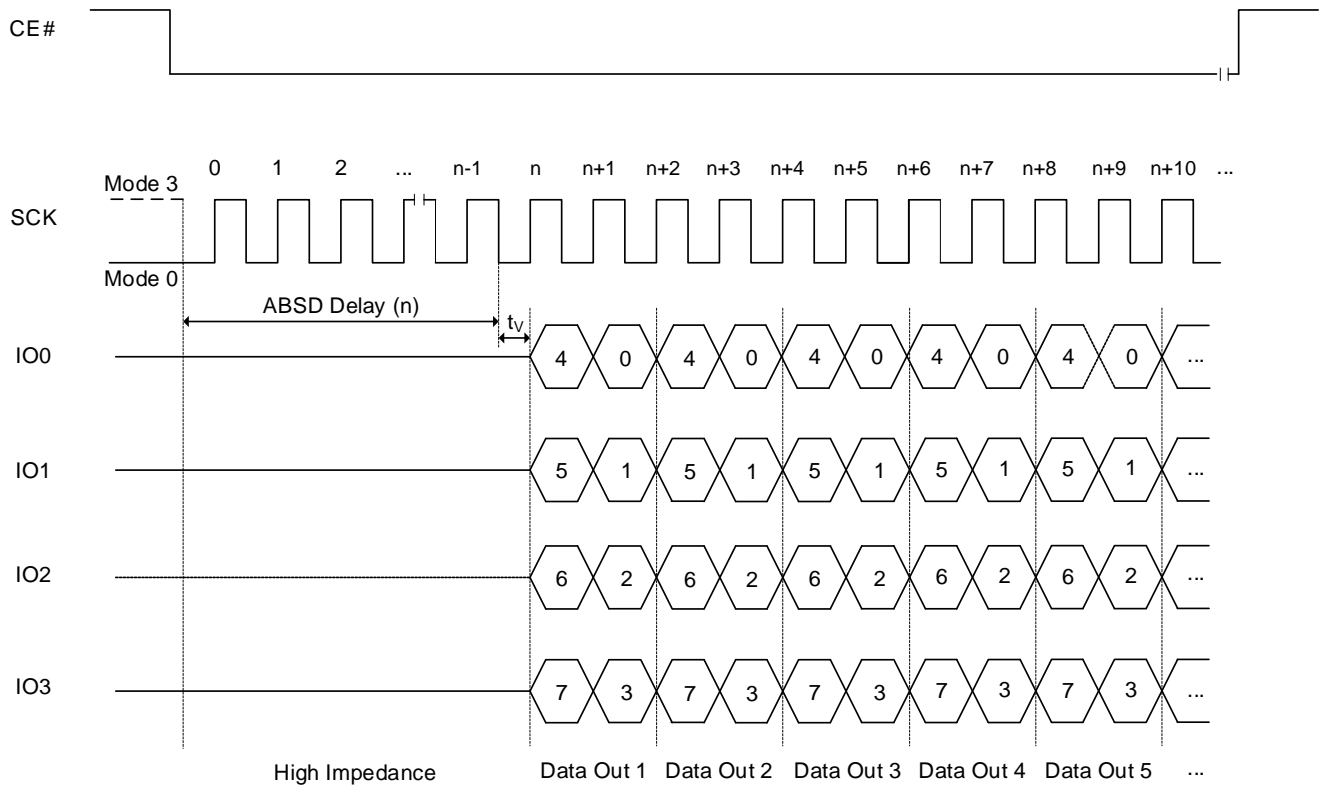 CE#
0 1 2 ... n-1 n n+1 n+2 n+3 n+4 n+5 n+6 n+7 n+8 n+9 n+10 ...
Mode 3
SCK
Mode 0
ABSD Delay (n)
tV
IO0 4 0 4 0 4 0 4 0 4 0 ...
IO1 5 1 5 1 5 1 5 1 5 1 ...
IO2 6 2 6 2 6 2 6 2 6 2 ...
IO3 7 3 7 3 7 3 7 3 7 3 ...
High Impedance Data Out 1 Data Out 2 Data Out 3 Data Out 4 Data Out 5 ...